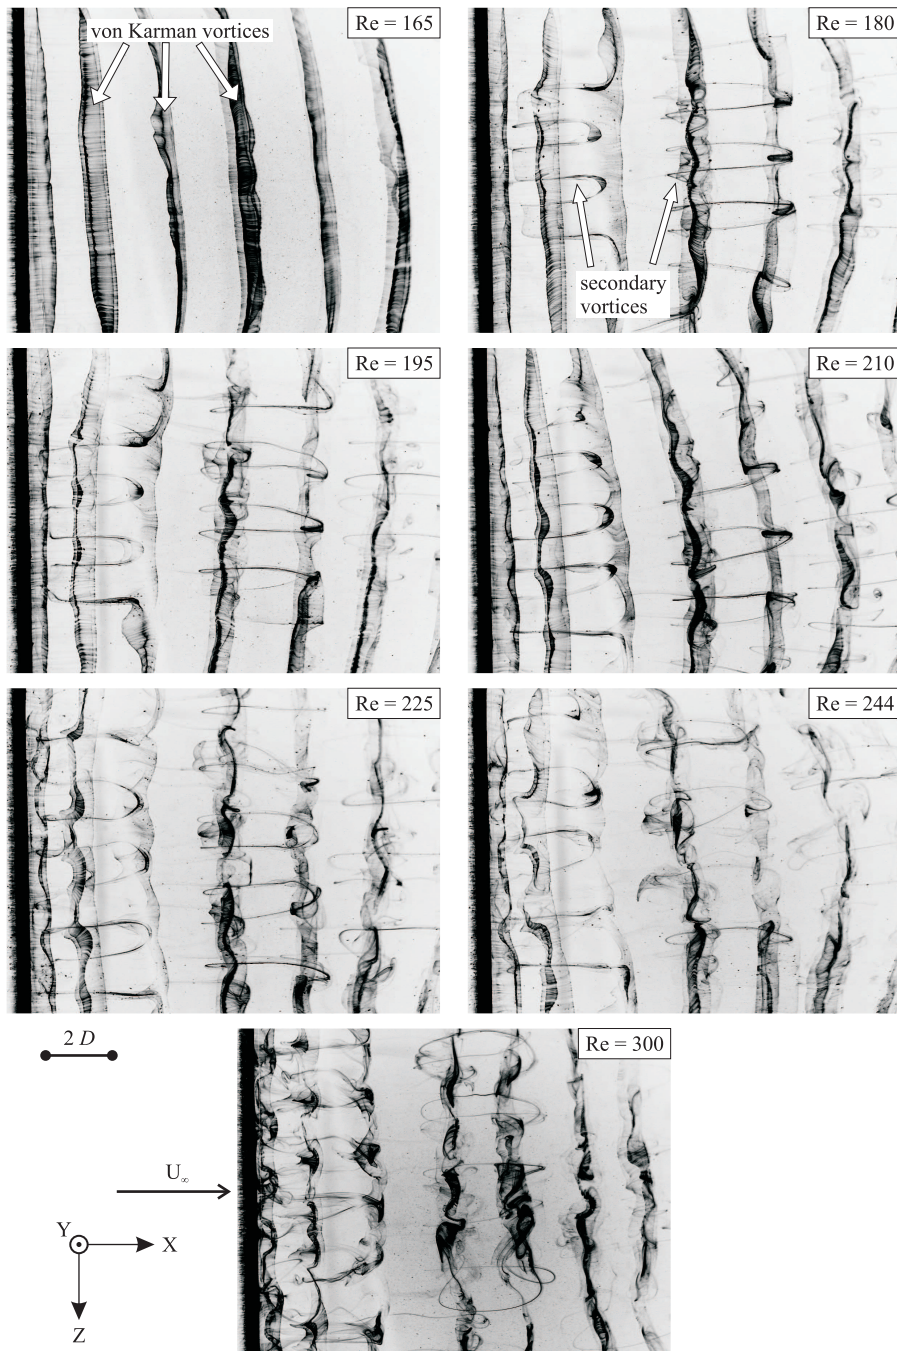 von Karman vortices
Re = 165
Re = 180
secondary
vortices
Re = 195
Re = 210
Re = 225
Re = 244
2 D
Re = 300
U∞
Y
X
Z